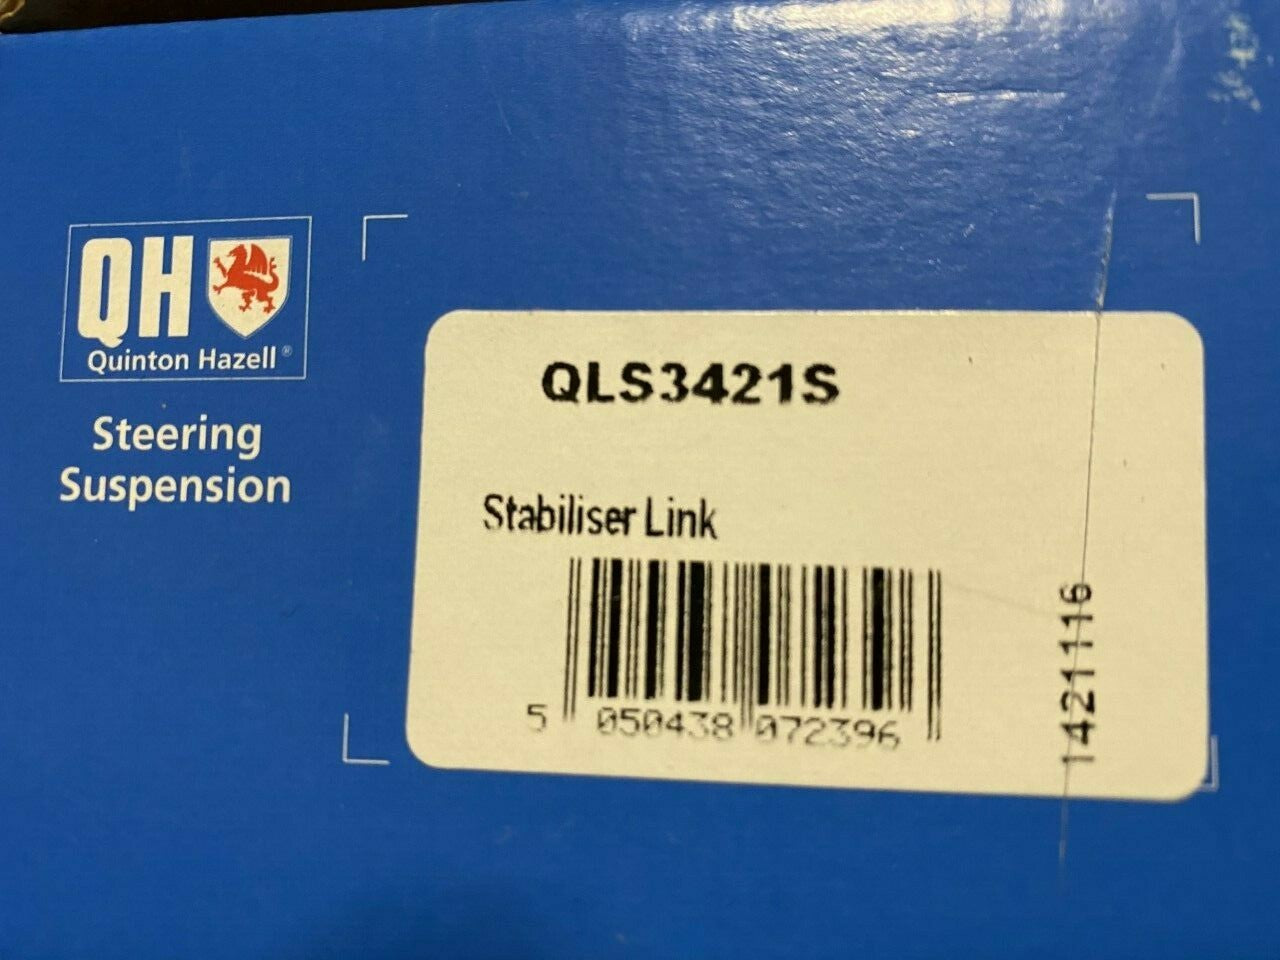 QH
Quinton Hazell®
Steering
Suspension
QLS3421S
Stabiliser Link
5 050438 072396
1421116